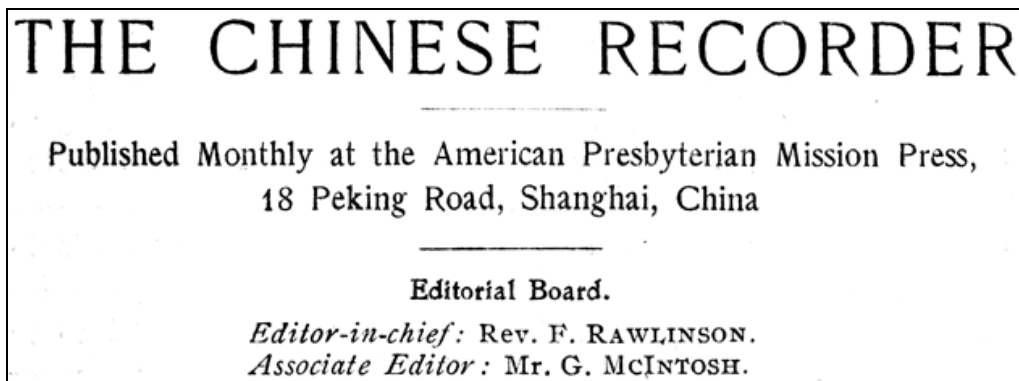 THE CHINESE RECORDER
Published Monthly at the American Presbyterian Mission Press,
18 Peking Road, Shanghai, China
Editorial Board.
Editor-in-chief: Rev. F. RAWLINSON.
Associate Editor: Mr. G. MCINTOSH.